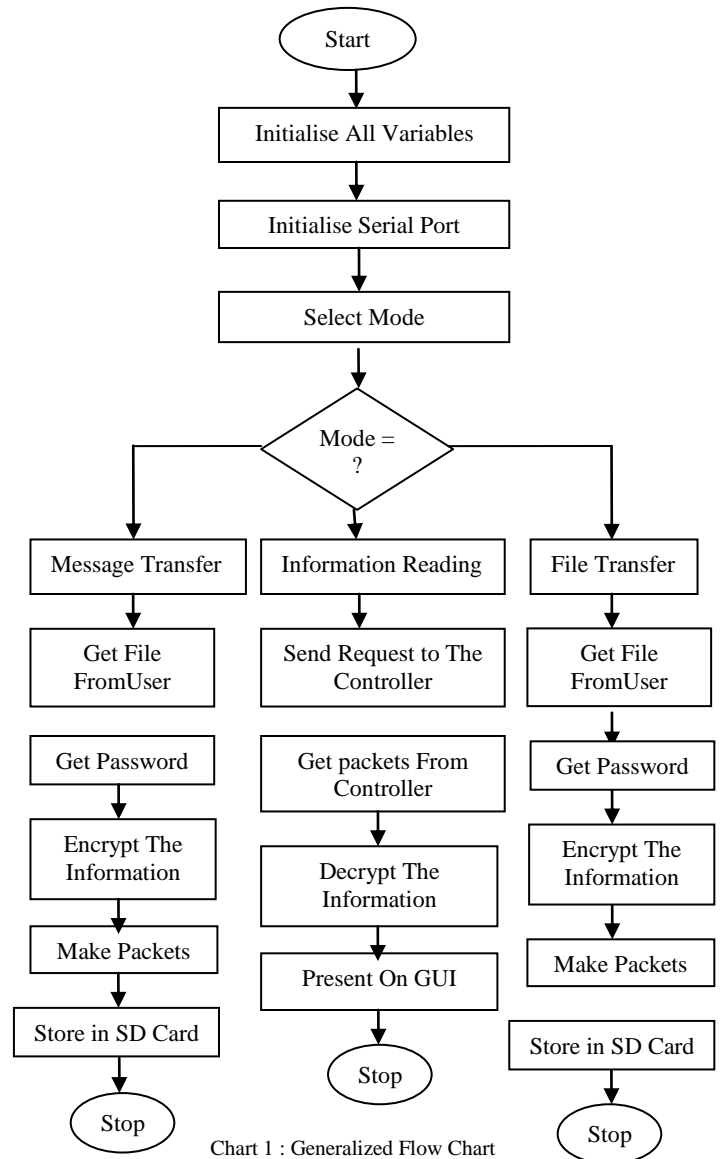 Start
Initialise All Variables
Initialise Serial Port
Select Mode
Mode =
?
Message Transfer
Get File
FromUser
Get Password
Encrypt The
Information
Make Packets
Store in SD Card
Stop
Information Reading
Send Request to The
Controller
Get packets From
Controller
Decrypt The
Information
Present On GUI
Stop
File Transfer
Get File
FromUser
Get Password
Encrypt The
Information
Make Packets
Store in SD Card
Stop
Chart 1 : Generalized Flow Chart